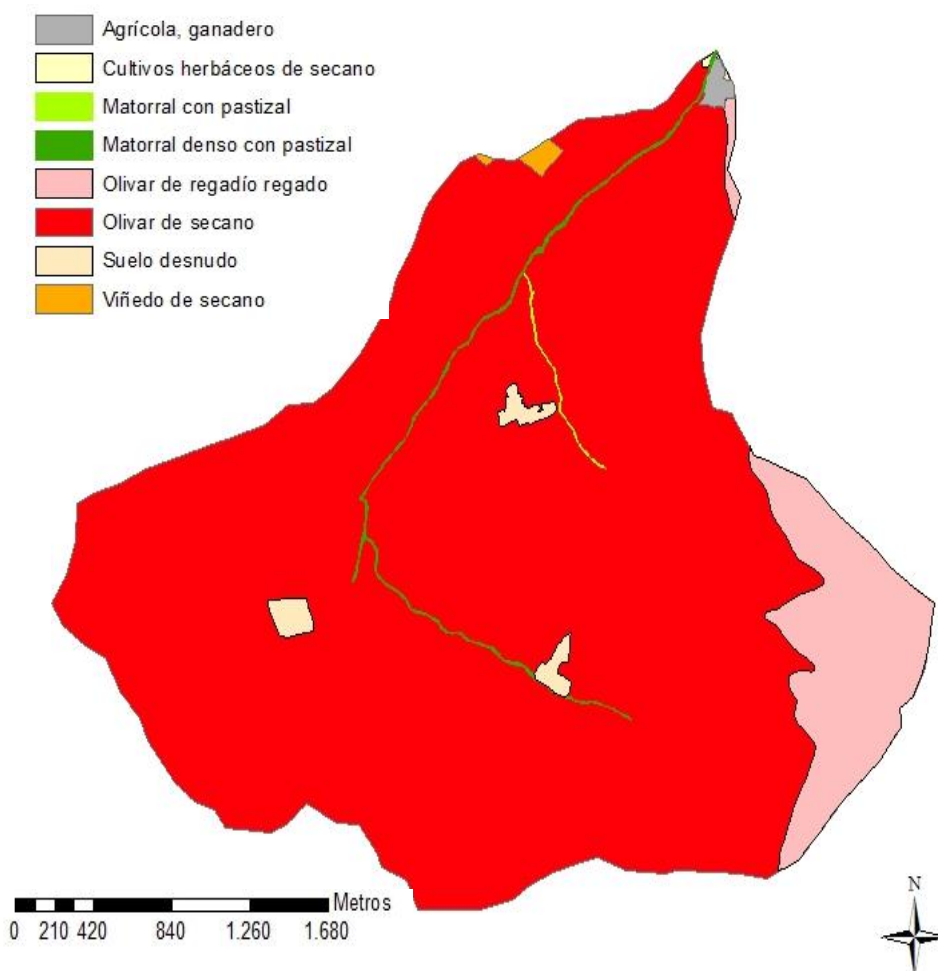 Agrícola, ganadero
Cultivos herbáceos de secano
Matorral con pastizal
Matorral denso con pastizal
Olivar de regadío regado
Olivar de secano
Suelo desnudo
Viñedo de secano
Metros
0 210 420 840 1.260 1.680
N